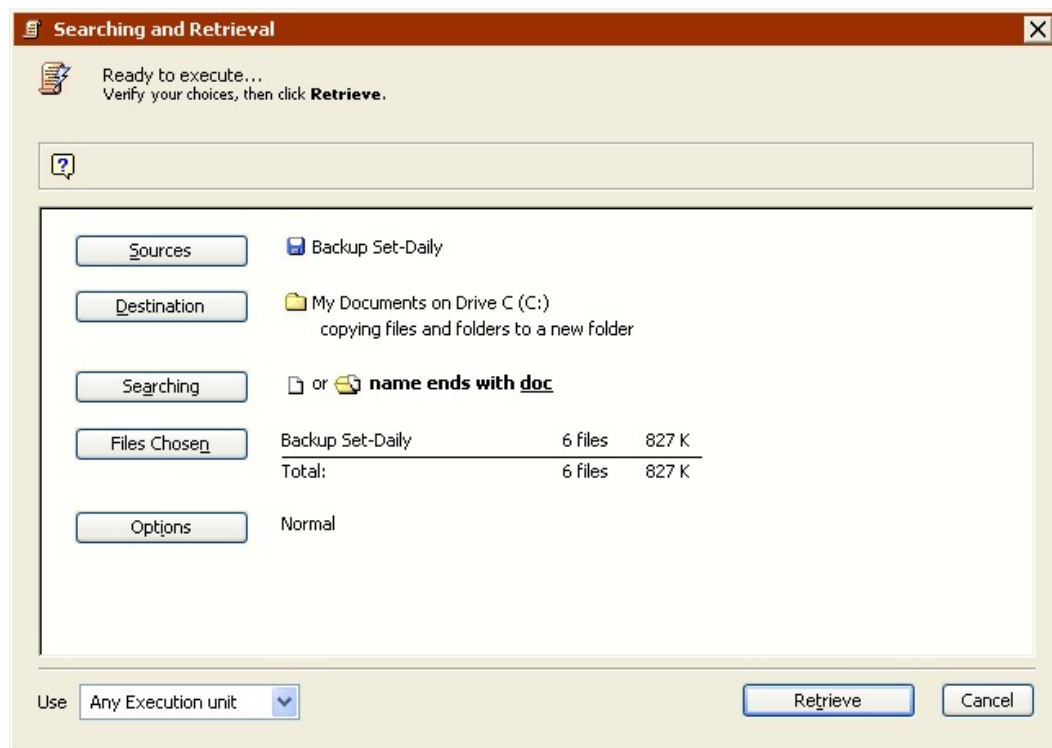 Searching and Retrieval
Ready to execute...
Verify your choices, then click Retrieve.
Sources
Backup Set-Daily
Destination
My Documents on Drive C (C:)
copying files and folders to a new folder
Searching
or name ends with doc
Files Chosen
Backup Set-Daily 6 files 827 K
Total: 6 files 827 K
Options
Normal
Use Any Execution unit Retrieve Cancel